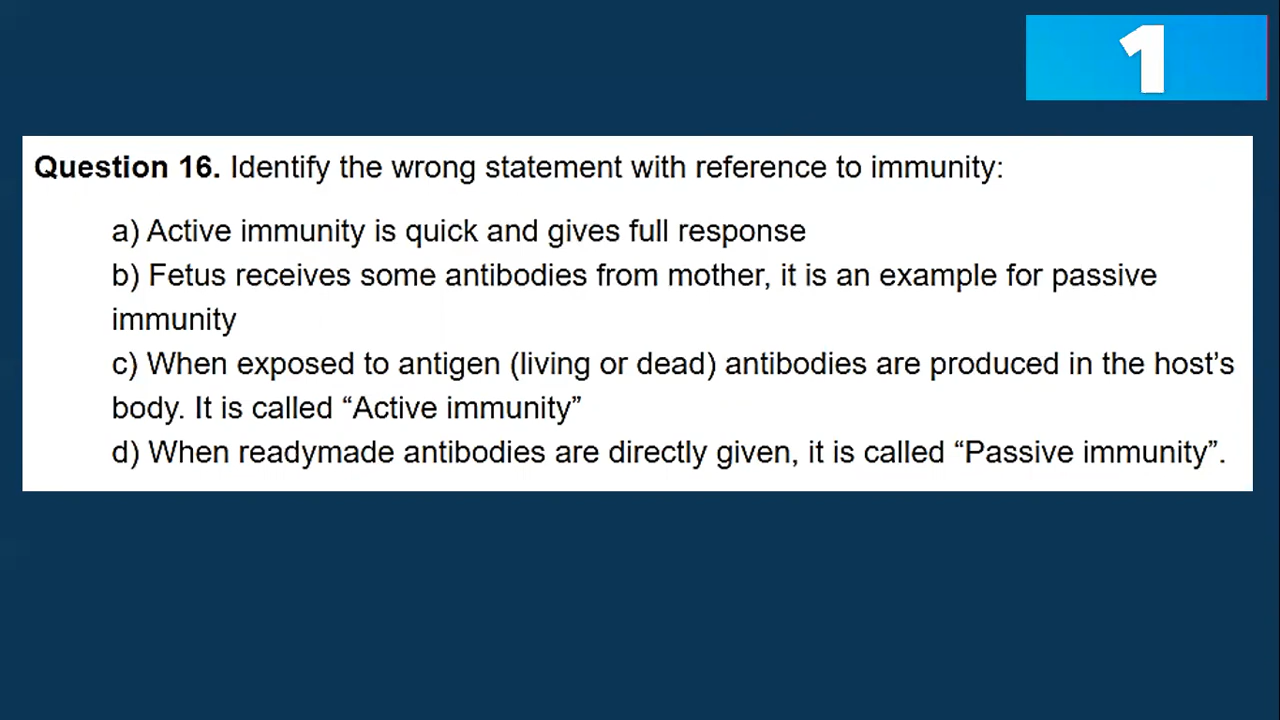 1
Question 16. Identify the wrong statement with reference to immunity:
a) Active immunity is quick and gives full response
b) Fetus receives some antibodies from mother, it is an example for passive
immunity
c) When exposed to antigen (living or dead) antibodies are produced in the host’s
body. It is called “Active immunity”
d) When readymade antibodies are directly given, it is called “Passive immunity”.